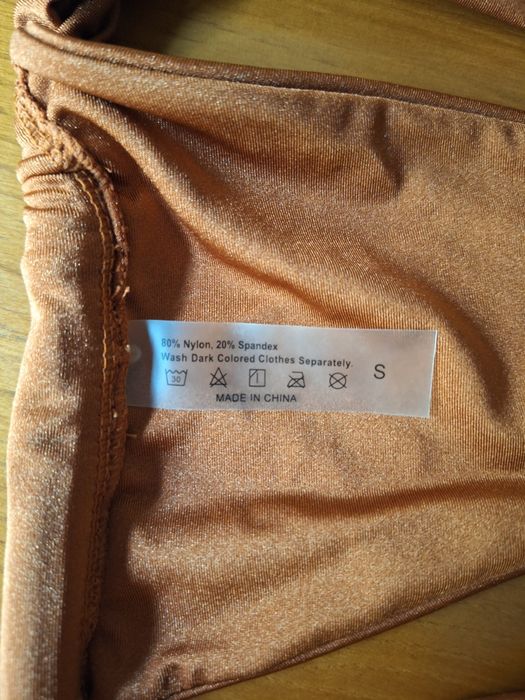 80% Nylon, 20% Spandex
Wash Dark Colored Clothes Separately.
30
S
MADE IN CHINA